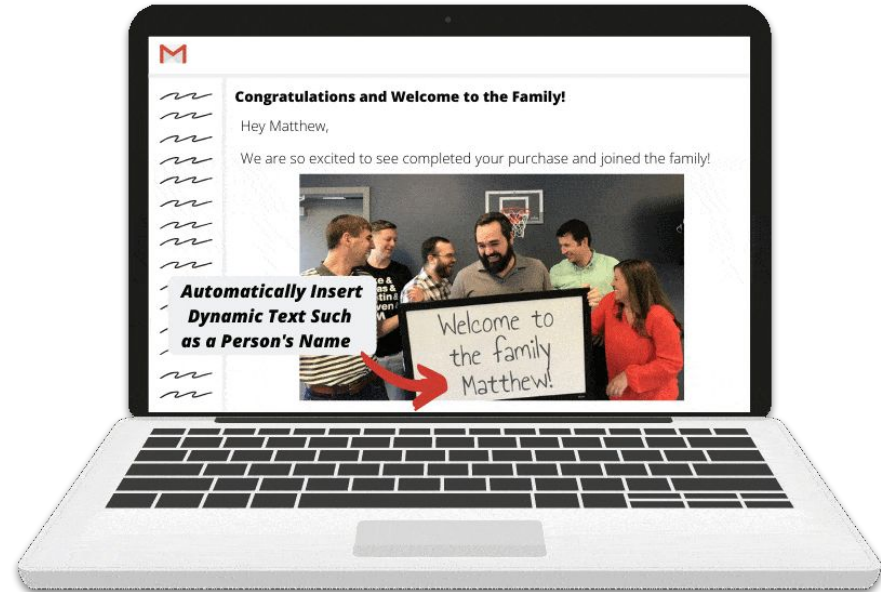 Congratulations and Welcome to the Family!
Hey Matthew,
We are so excited to see completed your purchase and joined the family!
Automatically Insert
Dynamic Text Such
as a Person's Name
Welcome to
the family
Matthew!